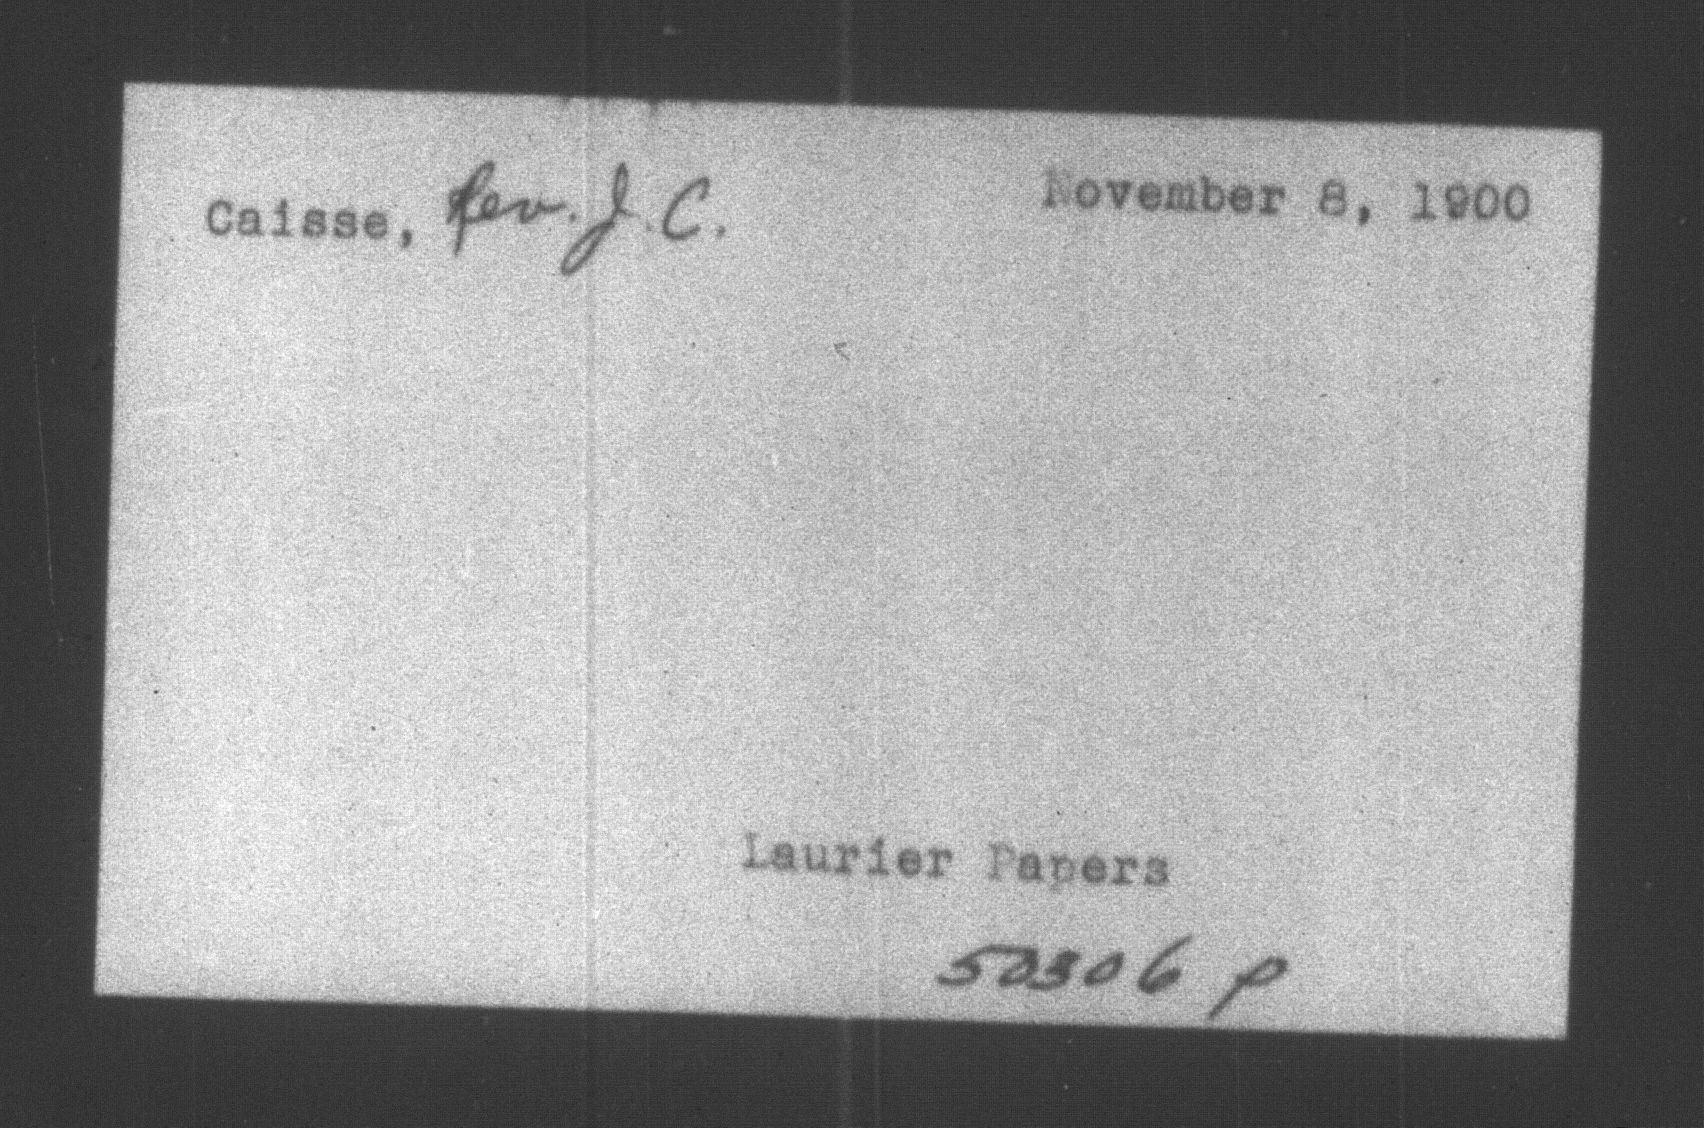 Caisse, Rev. J. C. November 8, 1900
Laurier Papers
50306 p